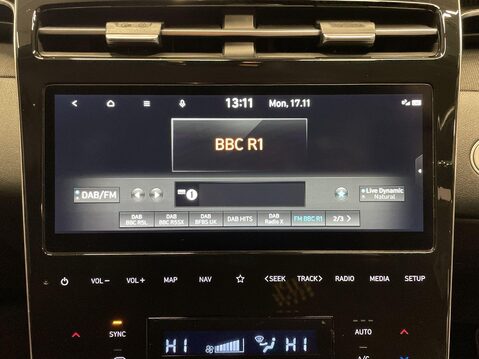 13:11 Mon, 17.11
BBC R1
DAB/FM
Live Dynamic
Natural
DAB
BBC R5L
DAB
BBC R5SX
DAB
BFBS UK
DAB HITS
DAB
Radio X
FM BBC R1
2/3 >
VOL− VOL+ MAP NAV <SEEK TRACK> RADIO MEDIA SETUP
SYNC
HI
HI
AUTO
A/C